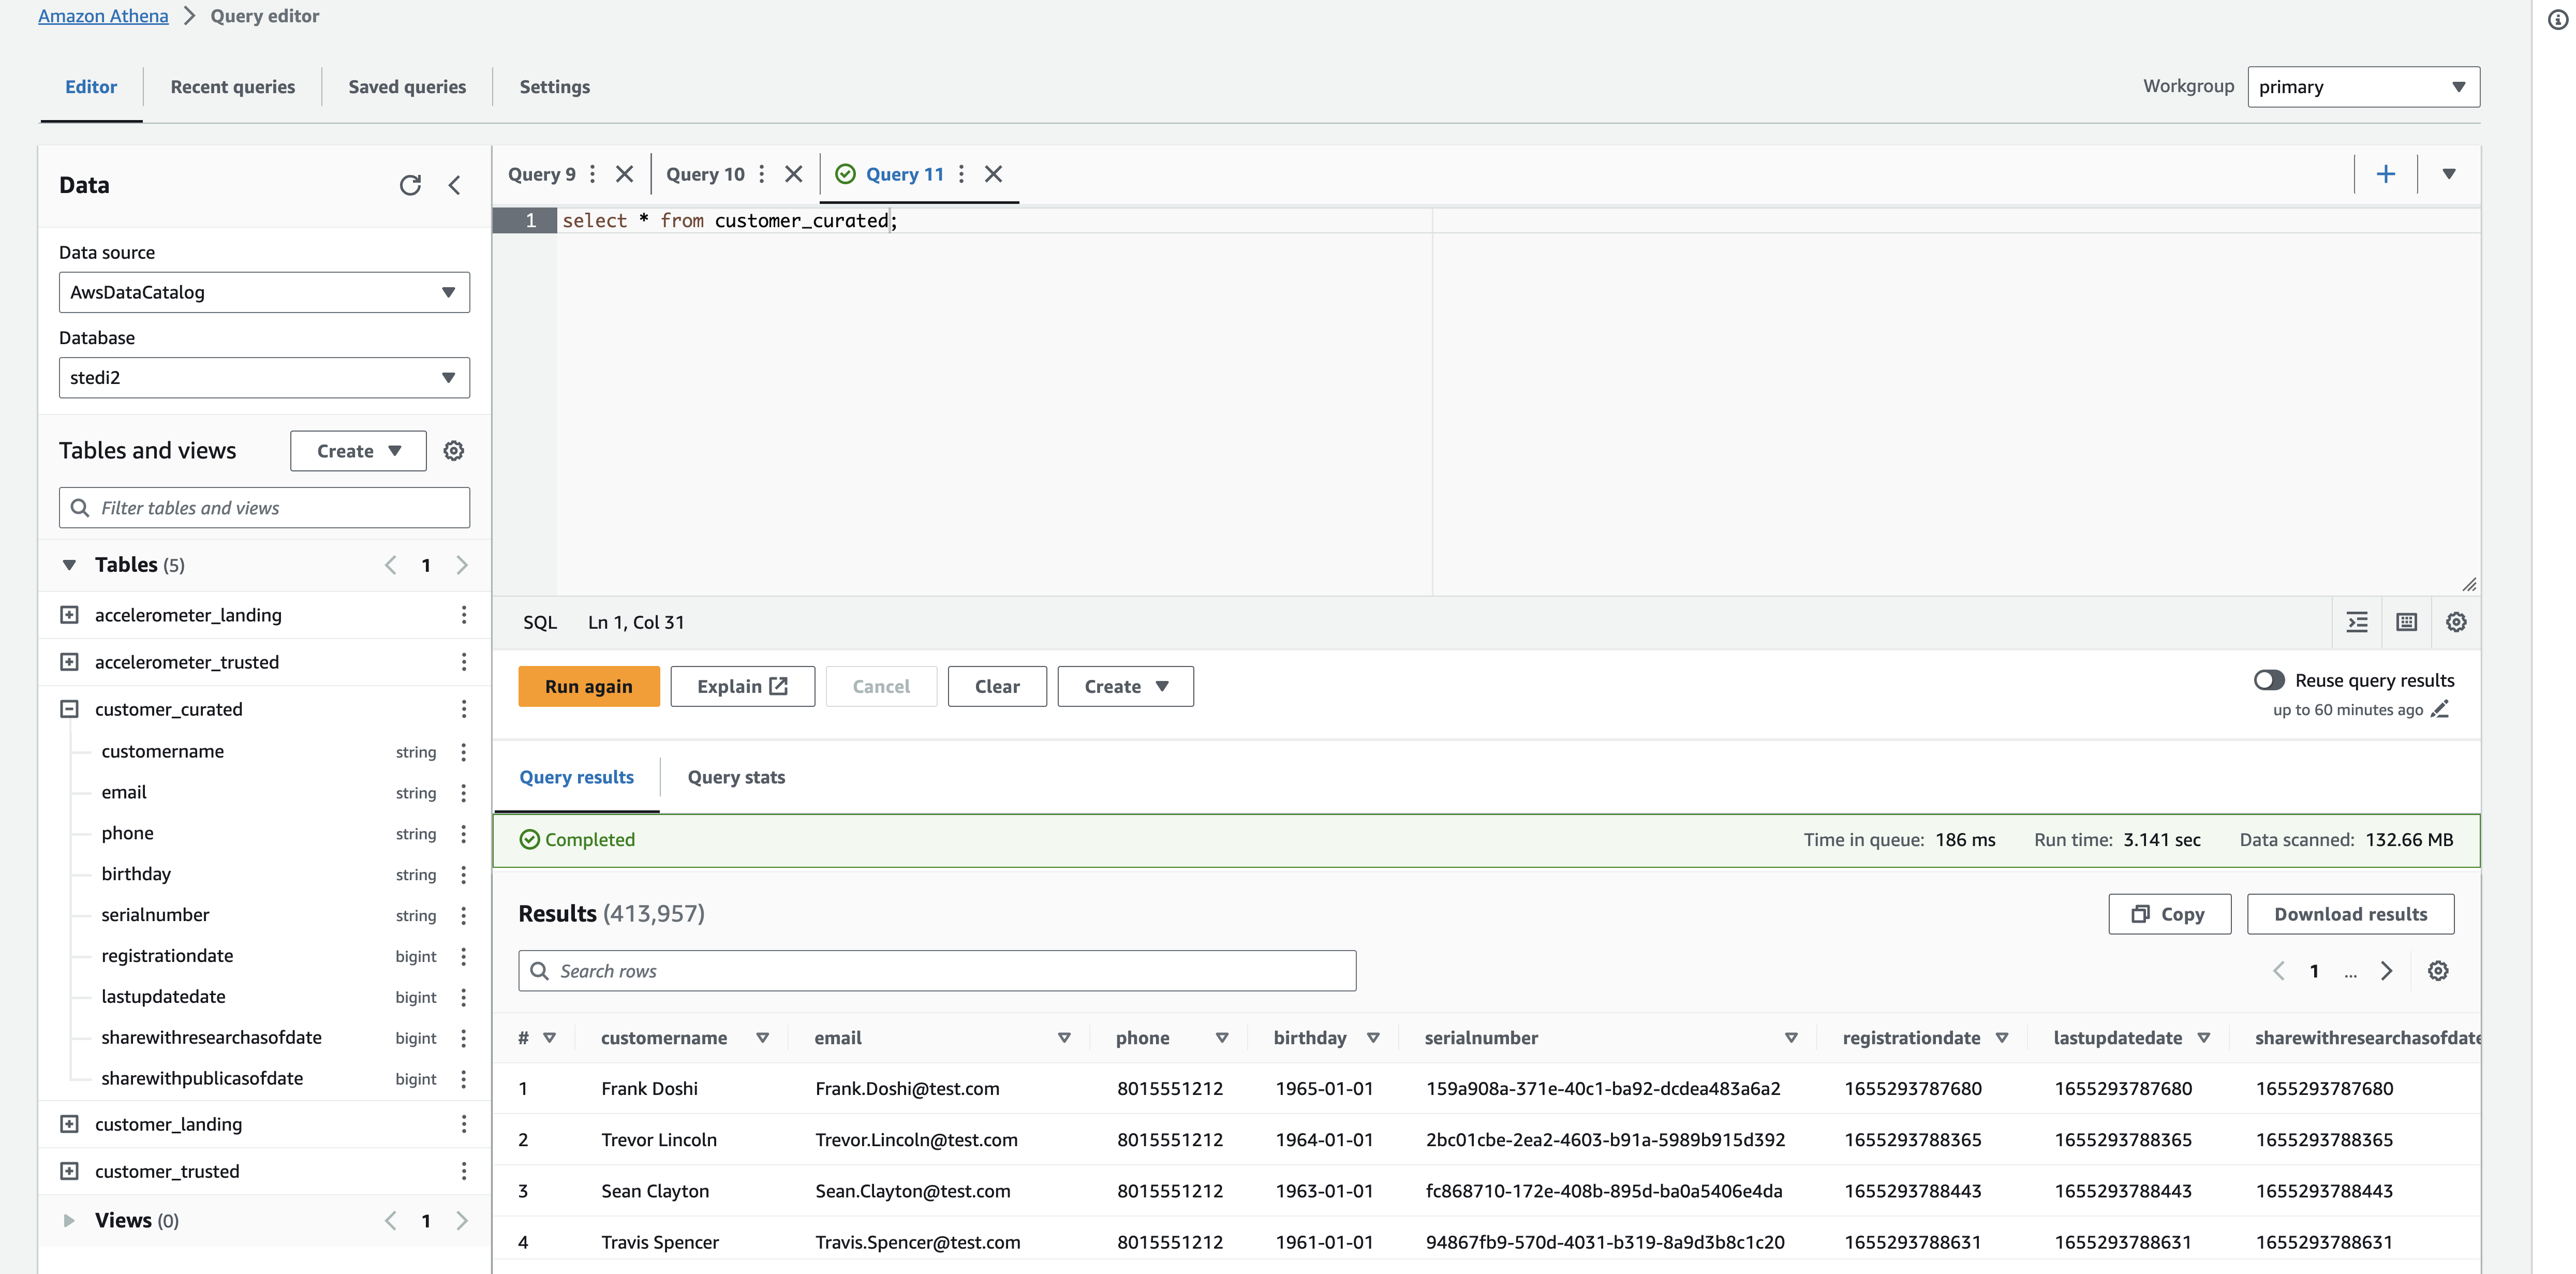 Amazon Athena > Query editor
Editor Recent queries Saved queries Settings
Workgroup primary
Data
Data source
AwsDataCatalog
Database
stedi2
Tables and views Create
Filter tables and views
Tables (5) 1
accelerometer_landing
accelerometer_trusted
customer_curated
customername string
email string
phone string
birthday string
serialnumber string
registrationdate bigint
lastupdatedate bigint
sharewithresearchasofdate bigint
sharewithpublicasofdate bigint
customer_landing
customer_trusted
Views (0) 1
Query 9 Query 10 Query 11
1 select * from customer_curated;
SQL Ln 1, Col 31
Run again Explain Cancel Clear Create
Reuse query results
up to 60 minutes ago
Query results Query stats
Completed Time in queue: 186 ms Run time: 3.141 sec Data scanned: 132.66 MB
Results (413,957) Copy Download results
Search rows 1 ...
# customername email phone birthday serialnumber registrationdate lastupdatedate sharewithresearchasofdate
1 Frank Doshi Frank.Doshi@test.com 8015551212 1965-01-01 159a908a-371e-40c1-ba92-dcdea483a6a2 1655293787680 1655293787680 1655293787680
2 Trevor Lincoln Trevor.Lincoln@test.com 8015551212 1964-01-01 2bc01cbe-2ea2-4603-b91a-5989b915d392 1655293788365 1655293788365 1655293788365
3 Sean Clayton Sean.Clayton@test.com 8015551212 1963-01-01 fc868710-172e-408b-895d-ba0a5406e4da 1655293788443 1655293788443 1655293788443
4 Travis Spencer Travis.Spencer@test.com 8015551212 1961-01-01 94867fb9-570d-4031-b319-8a9d3b8c1c20 1655293788631 1655293788631 1655293788631